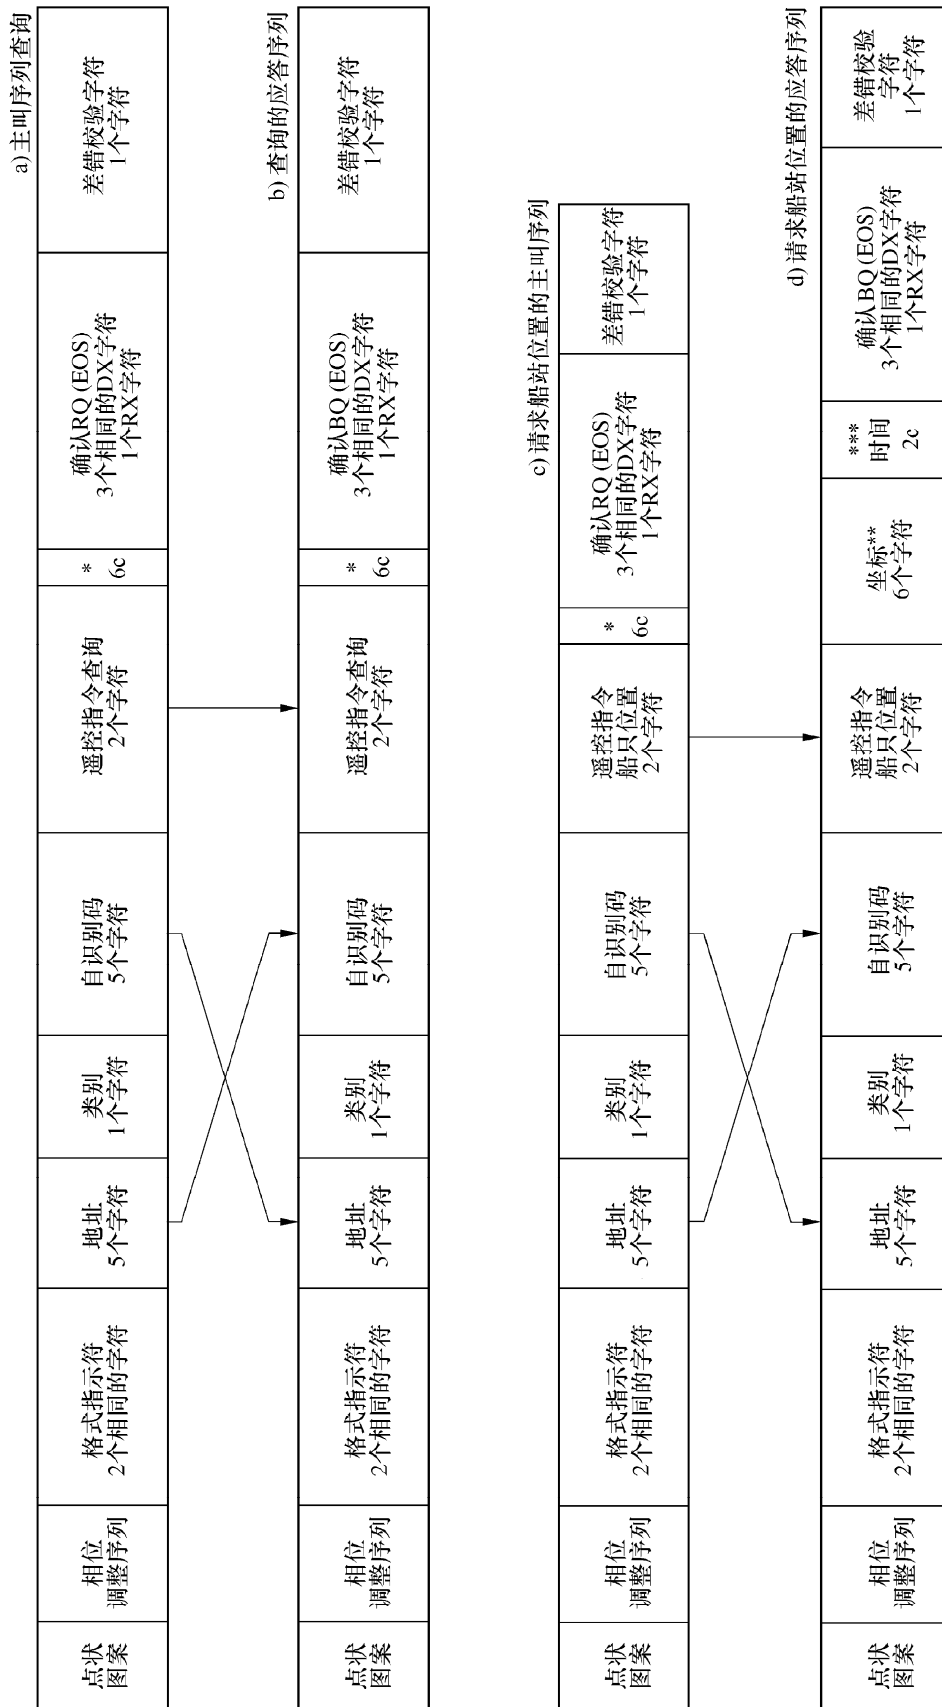 a) 主叫序列查询
点状
图案
相位
调整序列
格式指示符
2个相同的字符
地址
5个字符
类别
1个字符
自识别码
5个字符
遥控指令查询
2个字符
*
6c
确认RQ (EOS)
3个相同的DX字符
1个RX字符
差错校验字符
1个字符
b) 查询的应答序列
点状
图案
相位
调整序列
格式指示符
2个相同的字符
地址
5个字符
类别
1个字符
自识别码
5个字符
遥控指令查询
2个字符
*
6c
确认BQ (EOS)
3个相同的DX字符
1个RX字符
差错校验字符
1个字符
c) 请求船站位置的主叫序列
点状
图案
相位
调整序列
格式指示符
2个相同的字符
地址
5个字符
类别
1个字符
自识别码
5个字符
遥控指令
船只位置
2个字符
*
6c
确认RQ (EOS)
3个相同的DX字符
1个RX字符
差错校验字符
1个字符
d) 请求船站位置的应答序列
点状
图案
相位
调整序列
格式指示符
2个相同的字符
地址
5个字符
类别
1个字符
自识别码
5个字符
遥控指令
船只位置
2个字符
坐标**
6个字符
***
时间
2c
确认BQ (EOS)
3个相同的DX字符
1个RX字符
差错校验
字符
1个字符